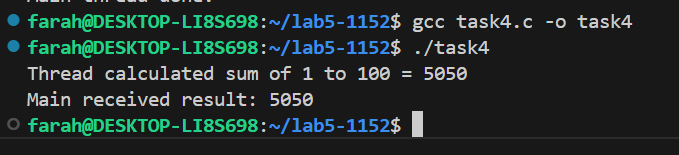 farah@DESKTOP-LI8S698:~/lab5-1152$ gcc task4.c -o task4
farah@DESKTOP-LI8S698:~/lab5-1152$ ./task4
Thread calculated sum of 1 to 100 = 5050
Main received result: 5050
farah@DESKTOP-LI8S698:~/lab5-1152$